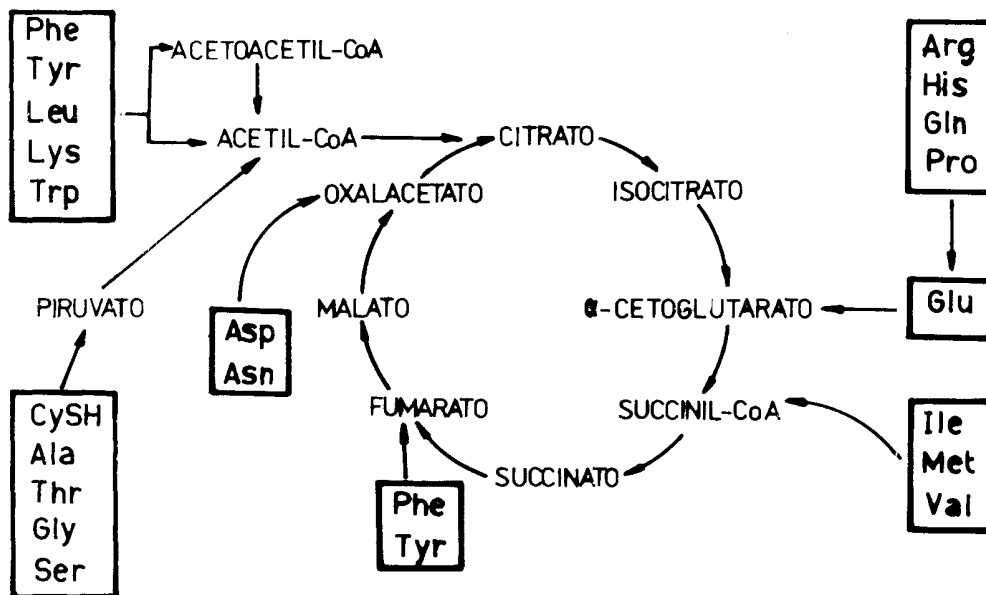 Phe
Tyr
Leu
Lys
Trp
ACETOACETIL-CoA
ACETIL-CoA
CITRATO
ISOCITRATO
OXALACETATO
Arg
His
Gln
Pro
PIRUVATO
MALATO
α-CETOGLUTARATO
Glu
Asp
Asn
CySH
Ala
Thr
Gly
Ser
FUMARATO
SUCCINIL-CoA
Ile
Met
Val
SUCCINATO
Phe
Tyr